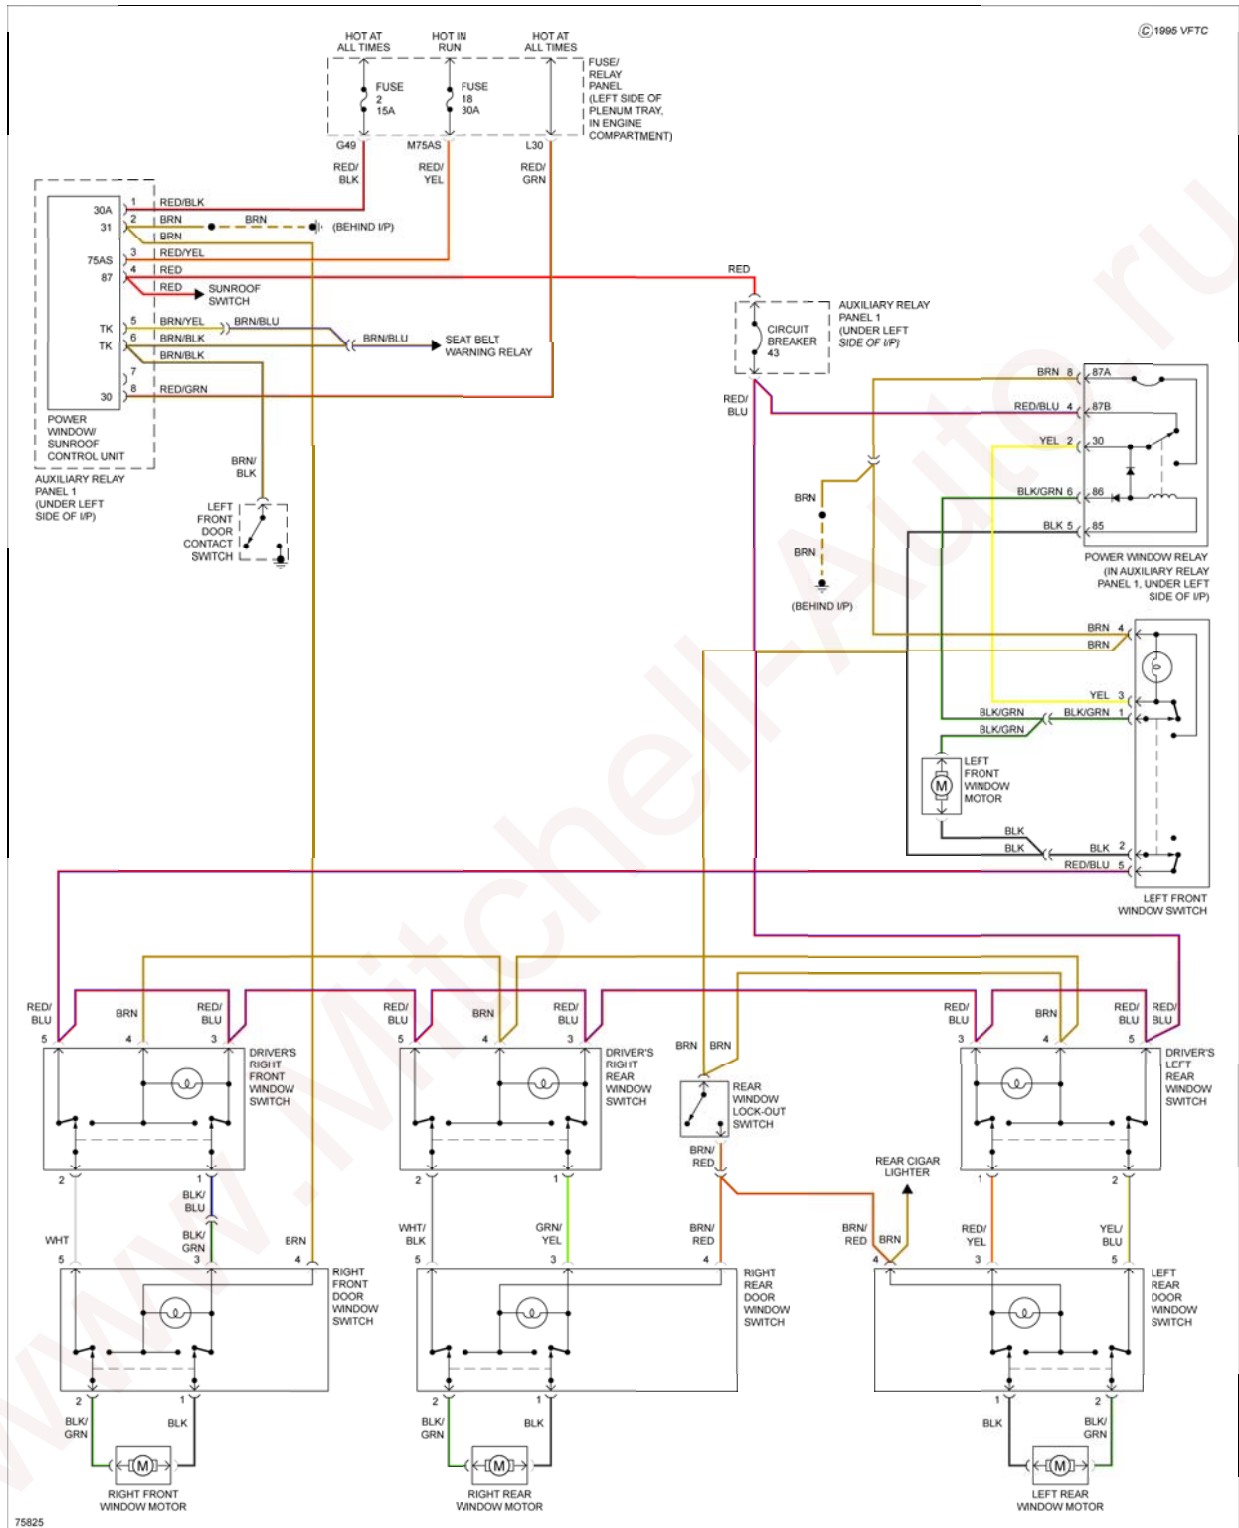 © 1995 VFTC
HOT AT
ALL TIMES
HOT IN
RUN
HOT AT
ALL TIMES
FUSE
2
15A
FUSE
18
30A
FUSE/
RELAY
PANEL
(LEFT SIDE OF
PLENUM TRAY,
IN ENGINE
COMPARTMENT)
G49
M75AS
L30
RED/
BLK
RED/
YEL
RED/
GRN
30A 1 RED/BLK
31 2 BRN BRN (BEHIND I/P)
BRN
75AS 3 RED/YEL
87 4 RED
RED SUNROOF
SWITCH
TK 5 BRN/YEL BRN/BLU
TK 6 BRN/BLK BRN/BLU SEAT BELT
WARNING RELAY
BRN/BLK
7
30 8 RED/GRN
POWER
WINDOW/
SUNROOF
CONTROL UNIT
AUXILIARY RELAY
PANEL 1
(UNDER LEFT
SIDE OF I/P)
BRN/
BLK
LEFT
FRONT
DOOR
CONTACT
SWITCH
RED
CIRCUIT
BREAKER
43
AUXILIARY RELAY
PANEL 1
(UNDER LEFT
SIDE OF I/P)
RED/
BLU
BRN 8 87A
RED/BLU 4 87B
YEL 2 30
BLK/GRN 6 86
BLK 5 85
BRN
BRN
(BEHIND I/P)
POWER WINDOW RELAY
(IN AUXILIARY RELAY
PANEL 1, UNDER LEFT
SIDE OF I/P)
BRN 4
BRN
YEL 3
BLK/GRN BLK/GRN 1
BLK/GRN
LEFT
FRONT
WINDOW
MOTOR
M
BLK
BLK BLK 2
RED/BLU 5
LEFT FRONT
WINDOW SWITCH
RED/
BLU
5
BRN
4
RED/
BLU
3
DRIVER'S
RIGHT
FRONT
WINDOW
SWITCH
RED/
BLU
5
BRN
4
RED/
BLU
3
DRIVER'S
RIGHT
REAR
WINDOW
SWITCH
BRN BRN
REAR
WINDOW
LOCK-OUT
SWITCH
RED/
BLU
3
BRN
4
RED/
BLU
5
RED/
BLU
DRIVER'S
LEFT
REAR
WINDOW
SWITCH
BRN/
RED
REAR CIGAR
LIGHTER
2
1
BLK/
BLU
2
1
1
2
WHT
5
BLK/
GRN
3
BRN
4
WHT/
BLK
5
GRN/
YEL
3
BRN/
RED
4
BRN/
RED
4
BRN
RED/
YEL
3
YEL/
BLU
5
RIGHT
FRONT
DOOR
WINDOW
SWITCH
RIGHT
REAR
DOOR
WINDOW
SWITCH
LEFT
REAR
DOOR
WINDOW
SWITCH
2
1
BLK/
GRN
BLK
M
RIGHT FRONT
WINDOW MOTOR
2
1
BLK/
GRN
BLK
M
RIGHT REAR
WINDOW MOTOR
1
2
BLK
BLK/
GRN
M
LEFT REAR
WINDOW MOTOR
75825
www.Mitchell-Auto.ru